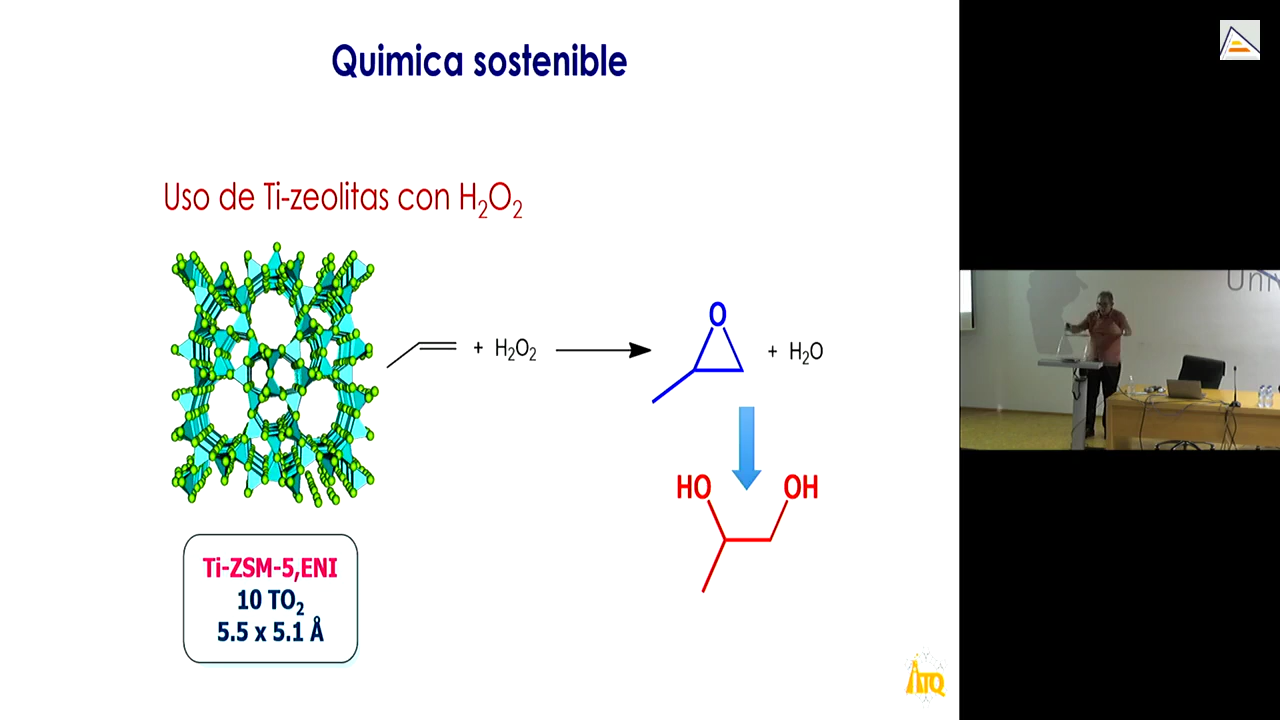 Quimica sostenible
Uso de Ti-zeolitas con H₂O₂
+ H₂O₂
O
+ H₂O
HO
OH
Ti-ZSM-5,ENI
10 TO₂
5.5 x 5.1 Å
ITQ